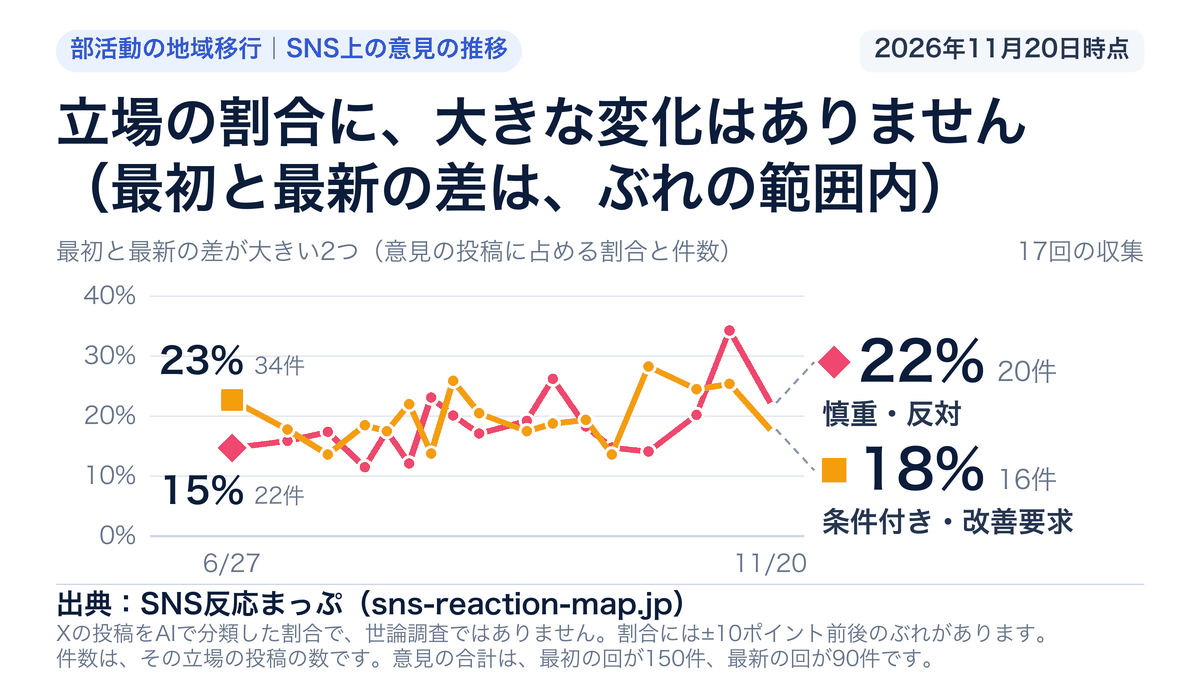 部活動の地域移行｜SNS上の意見の推移
2026年11月20日時点
立場の割合に、大きな変化はありません
（最初と最新の差は、ぶれの範囲内）
最初と最新の差が大きい2つ（意見の投稿に占める割合と件数）
17回の収集
40%
30%
20%
10%
0%
23% 34件
15% 22件
22% 20件
慎重・反対
18% 16件
条件付き・改善要求
6/27
11/20
出典：SNS反応まっぷ（sns-reaction-map.jp）
Xの投稿をAIで分類した割合で、世論調査ではありません。割合には±10ポイント前後のぶれがあります。
件数は、その立場の投稿の数です。意見の合計は、最初の回が150件、最新の回が90件です。